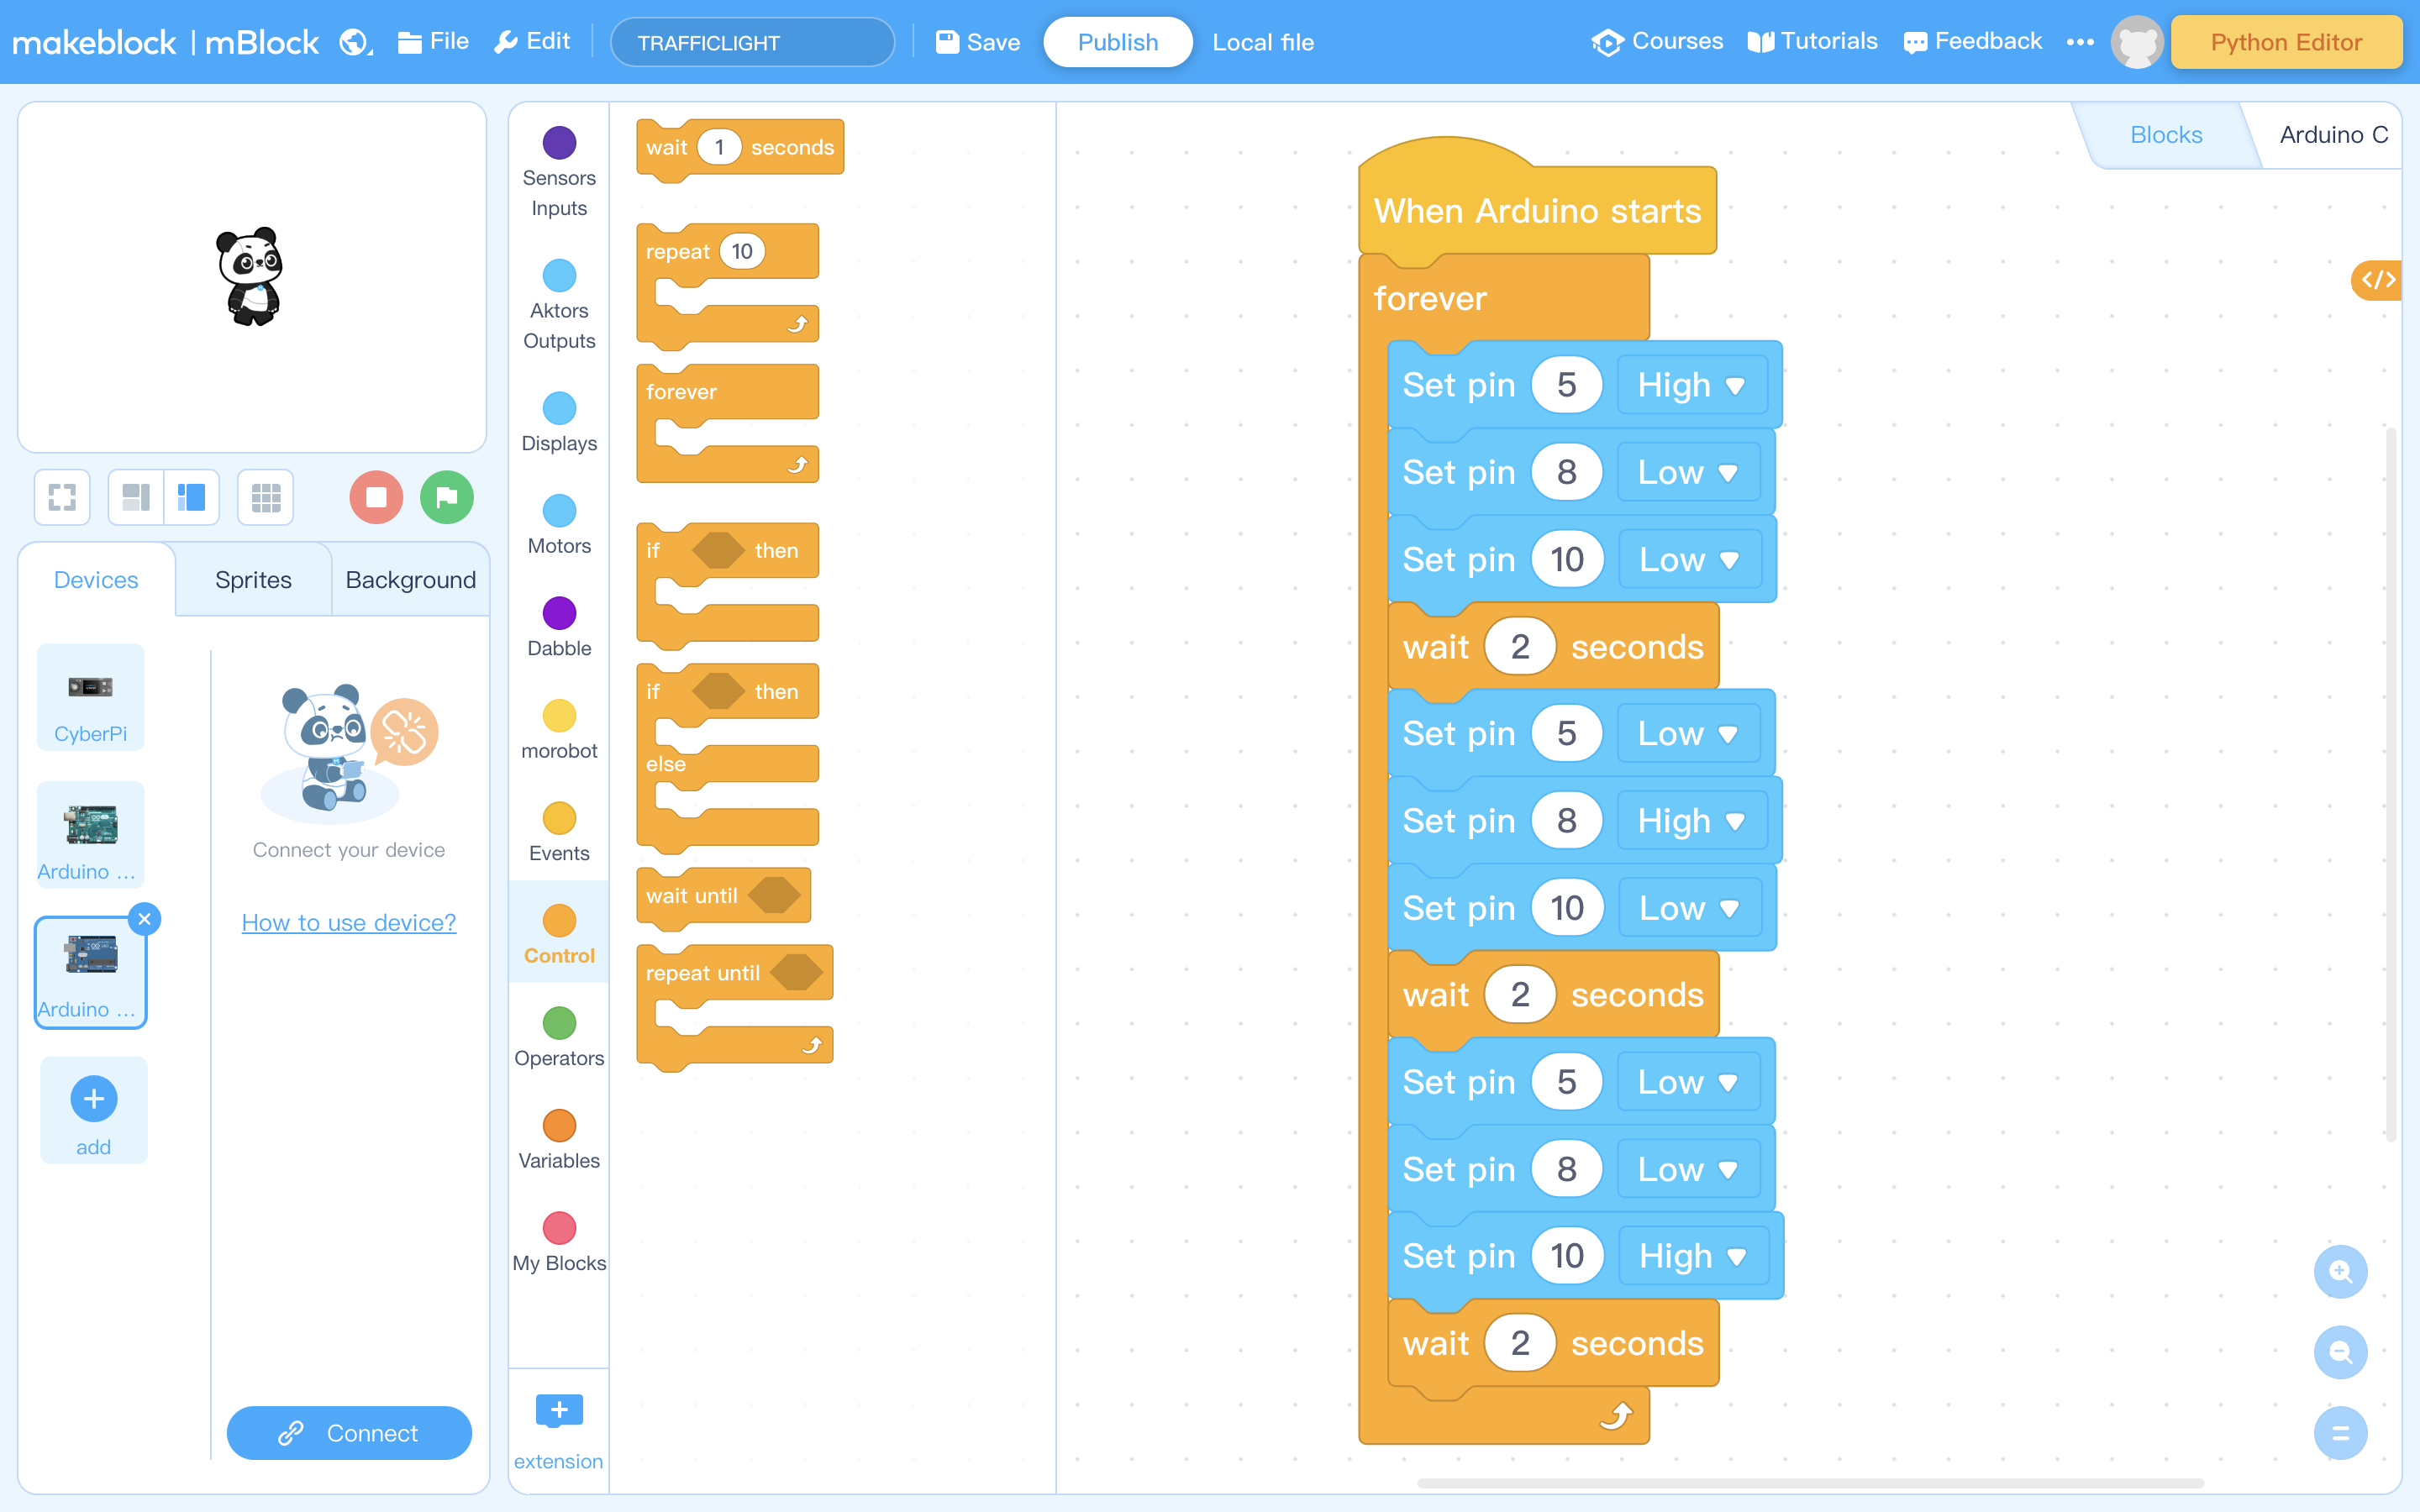 makeblock | mBlock
File
Edit
TRAFFICLIGHT
Save
Publish
Local file
Courses
Tutorials
Feedback
Python Editor
Devices
Sprites
Background
CyberPi
Arduino ...
Arduino ...
add
Connect your device
How to use device?
Connect
Sensors
Inputs
Aktors
Outputs
Displays
Motors
Dabble
morobot
Events
Control
Operators
Variables
My Blocks
extension
wait 1 seconds
repeat 10
forever
if then
if then
else
wait until
repeat until
Blocks
Arduino C
</>
When Arduino starts
forever
Set pin 5 High
Set pin 8 Low
Set pin 10 Low
wait 2 seconds
Set pin 5 Low
Set pin 8 High
Set pin 10 Low
wait 2 seconds
Set pin 5 Low
Set pin 8 Low
Set pin 10 High
wait 2 seconds